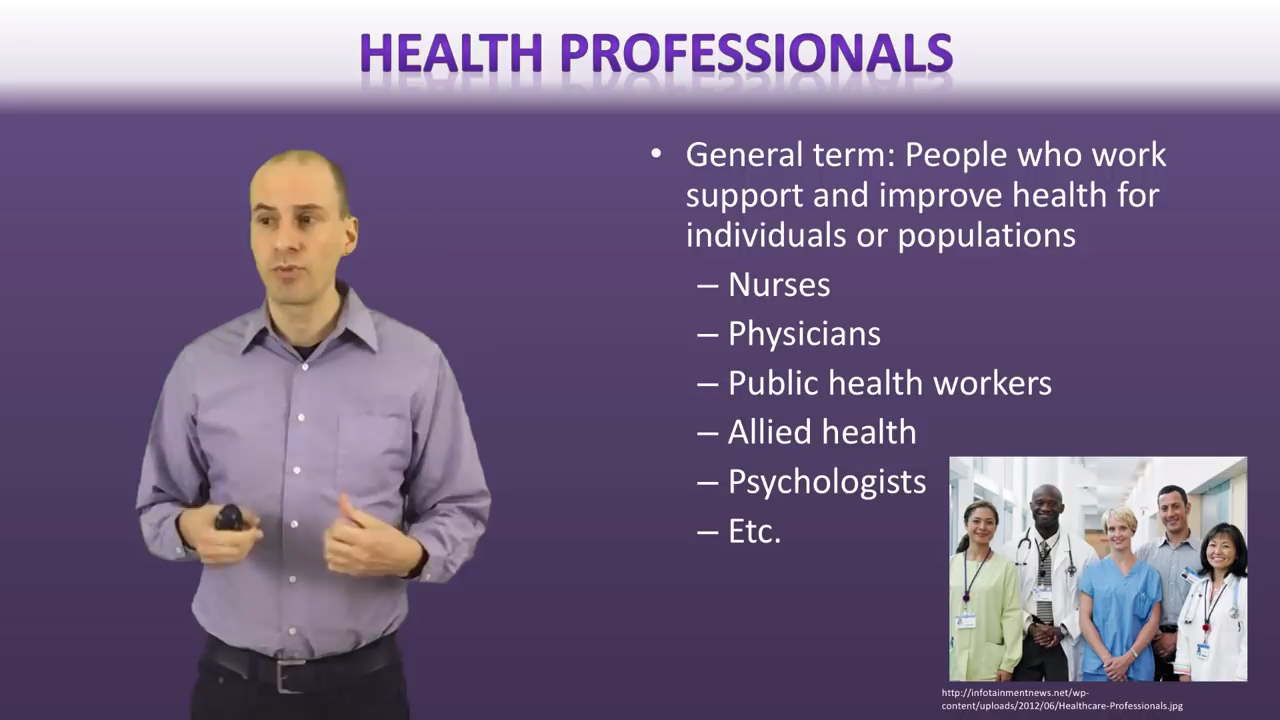 HEALTH PROFESSIONALS
• General term: People who work
support and improve health for
individuals or populations
– Nurses
– Physicians
– Public health workers
– Allied health
– Psychologists
– Etc.
http://infotainmentnews.net/wp-
content/uploads/2012/06/Healthcare-Professionals.jpg